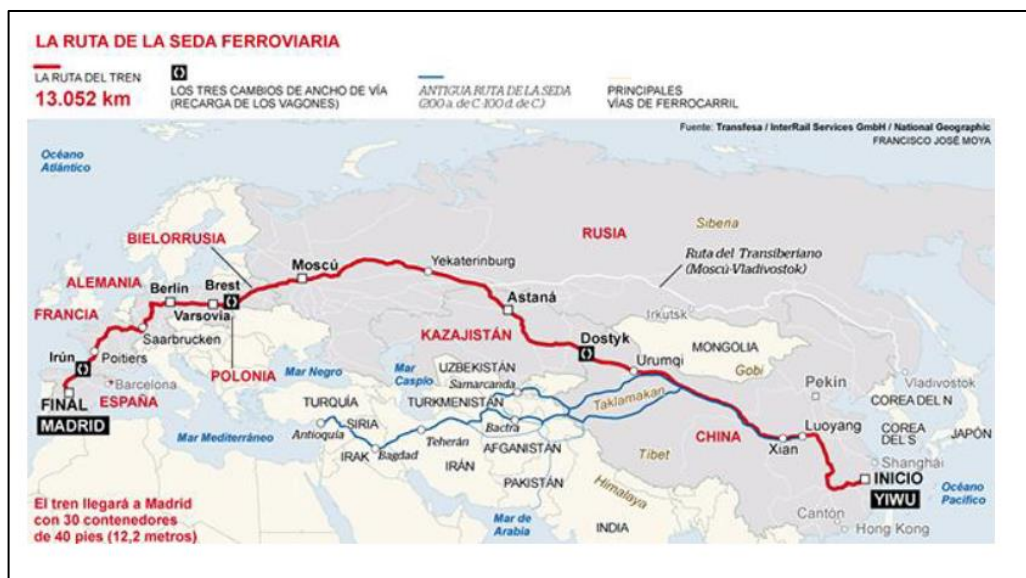 LA RUTA DE LA SEDA FERROVIARIA
LA RUTA DEL TREN
13.052 km
LOS TRES CAMBIOS DE ANCHO DE VÍA
(RECARGA DE LOS VAGONES)
ANTIGUA RUTA DE LA SEDA
(200 a. de C-100 d. de C)
PRINCIPALES
VÍAS DE FERROCARRIL
Fuente: Transfesa / InterRail Services GmbH / National Geographic
FRANCISCO JOSÉ MOYA
Océano
Atlántico
BIELORRUSIA
RUSIA
Siberia
Ruta del Transiberiano
(Moscú-Vladivostok)
Moscú
Yekaterinburg
ALEMANIA
Berlín
Brest
Varsovia
Astaná
FRANCIA
Saarbrucken
KAZAJISTÁN
Dostyk
Irkutsk
MONGOLIA
Irún
Poitiers
POLONIA
Mar Negro
Mar
Caspio
UZBEKISTÁN
Samarcanda
Urumqi
Gobi
Pekín
Vladivostok
Barcelona
ESPAÑA
FINAL
MADRID
TURQUÍA
TURKMENISTÁN
Taklamakan
COREA DEL N
COREA
DEL S
JAPÓN
Mar Mediterráneo
Antioquía
SIRIA
Bagdad
IRAK
Teherán
IRÁN
Bactra
AFGANISTÁN
PAKISTÁN
Tibet
Himalaya
CHINA
Xian
Luoyang
Shanghái
INICIO
YIWU
Océano
Pacífico
Mar de
Arabia
INDIA
Cantón
Hong Kong
El tren llegará a Madrid
con 30 contenedores
de 40 pies (12,2 metros)